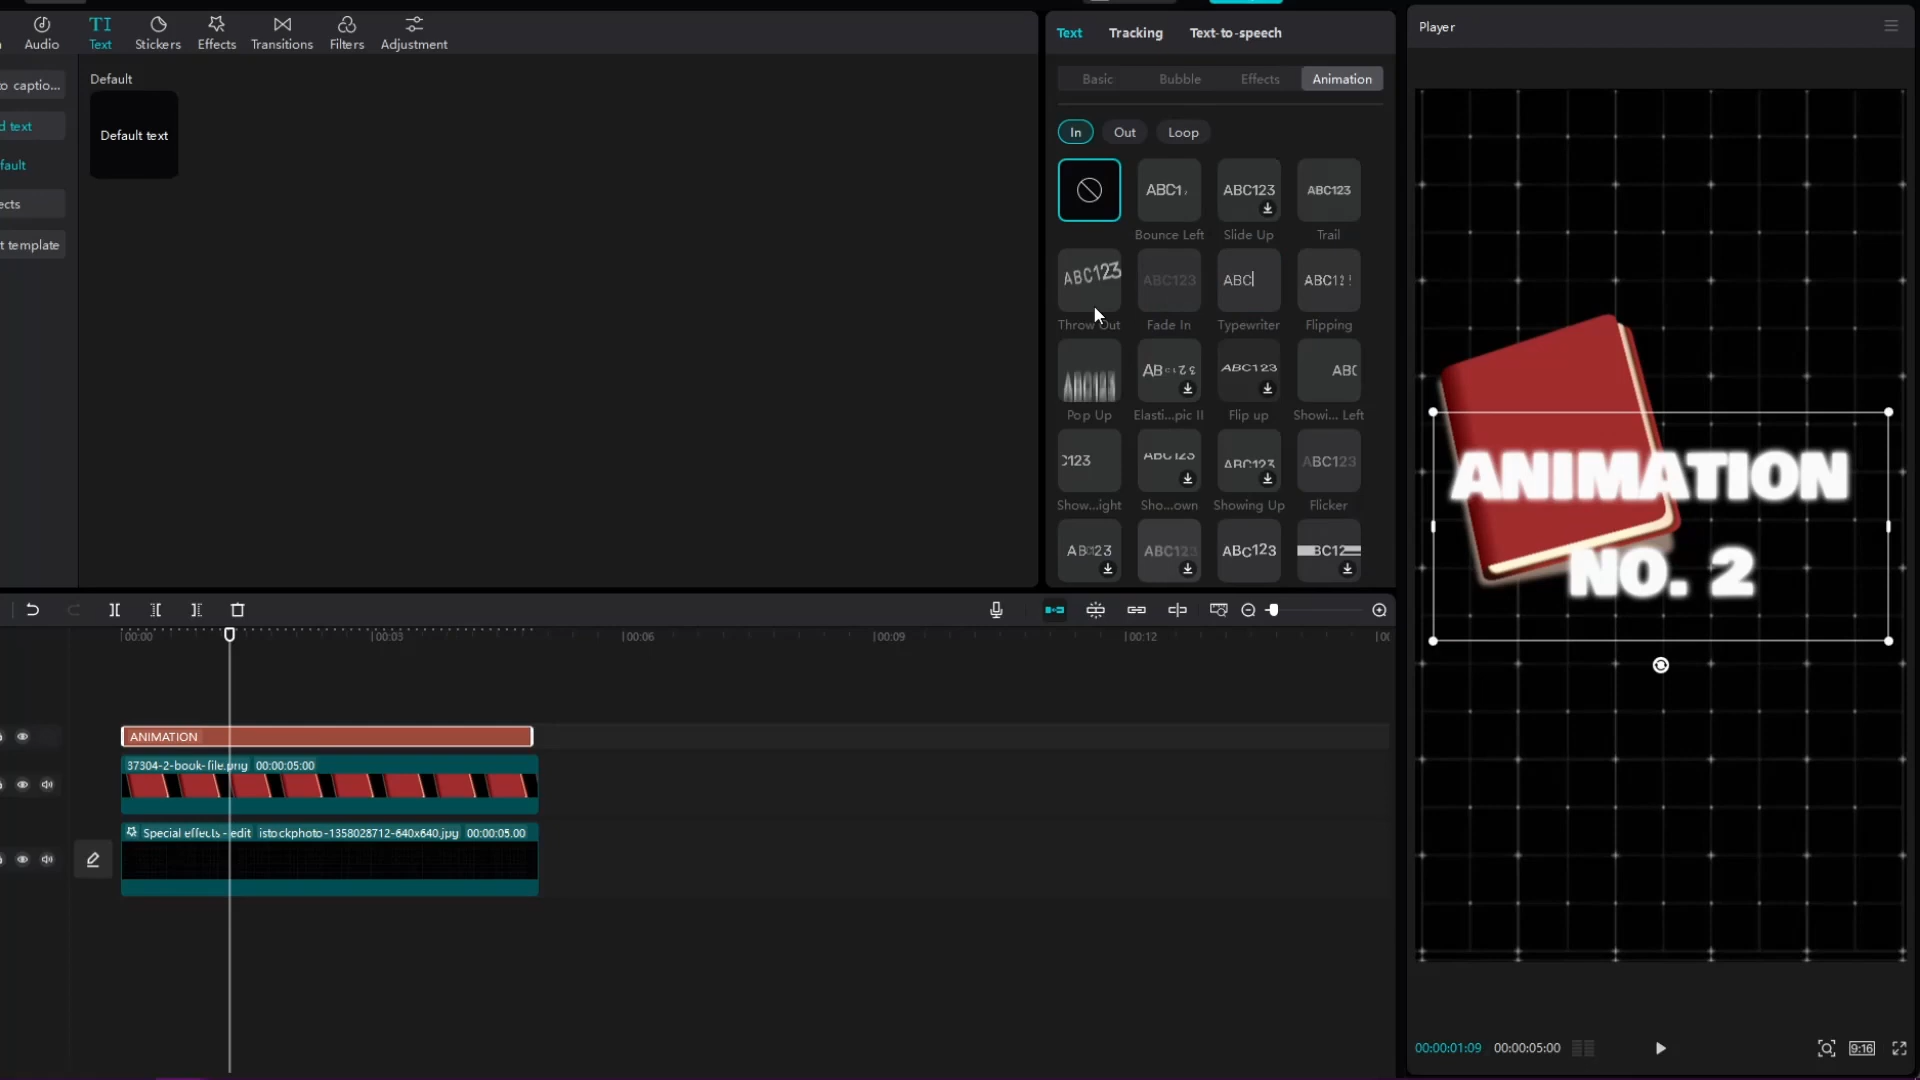 Audio
Text
Stickers
Effects
Transitions
Filters
Adjustment
o captio...
d text
fault
ects
t template
Default
Default text
Text
Tracking
Text-to-speech
Basic
Bubble
Effects
Animation
In
Out
Loop
ABC1
ABC123
ABC123
Bounce Left
Slide Up
Trail
ABC123
ABC123
ABC
Throw Out
Fade In
Typewriter
Flipping
Pop Up
ABC123
ABC
Elasti...pic II
Flip up
Showi... Left
C123
ABC123
ABC123
ABC123
Show...ight
Sho...own
Showing Up
Flicker
ABC123
ABC123
Player
ANIMATION
NO. 2
00:00
00:03
00:06
00:09
00:12
ANIMATION
37304-2-book-file.png 00:00:05:00
Special effects - edit istockphoto-1358028712-640x640.jpg 00:00:05:00
00:00:01:09
00:00:05:00
9:16